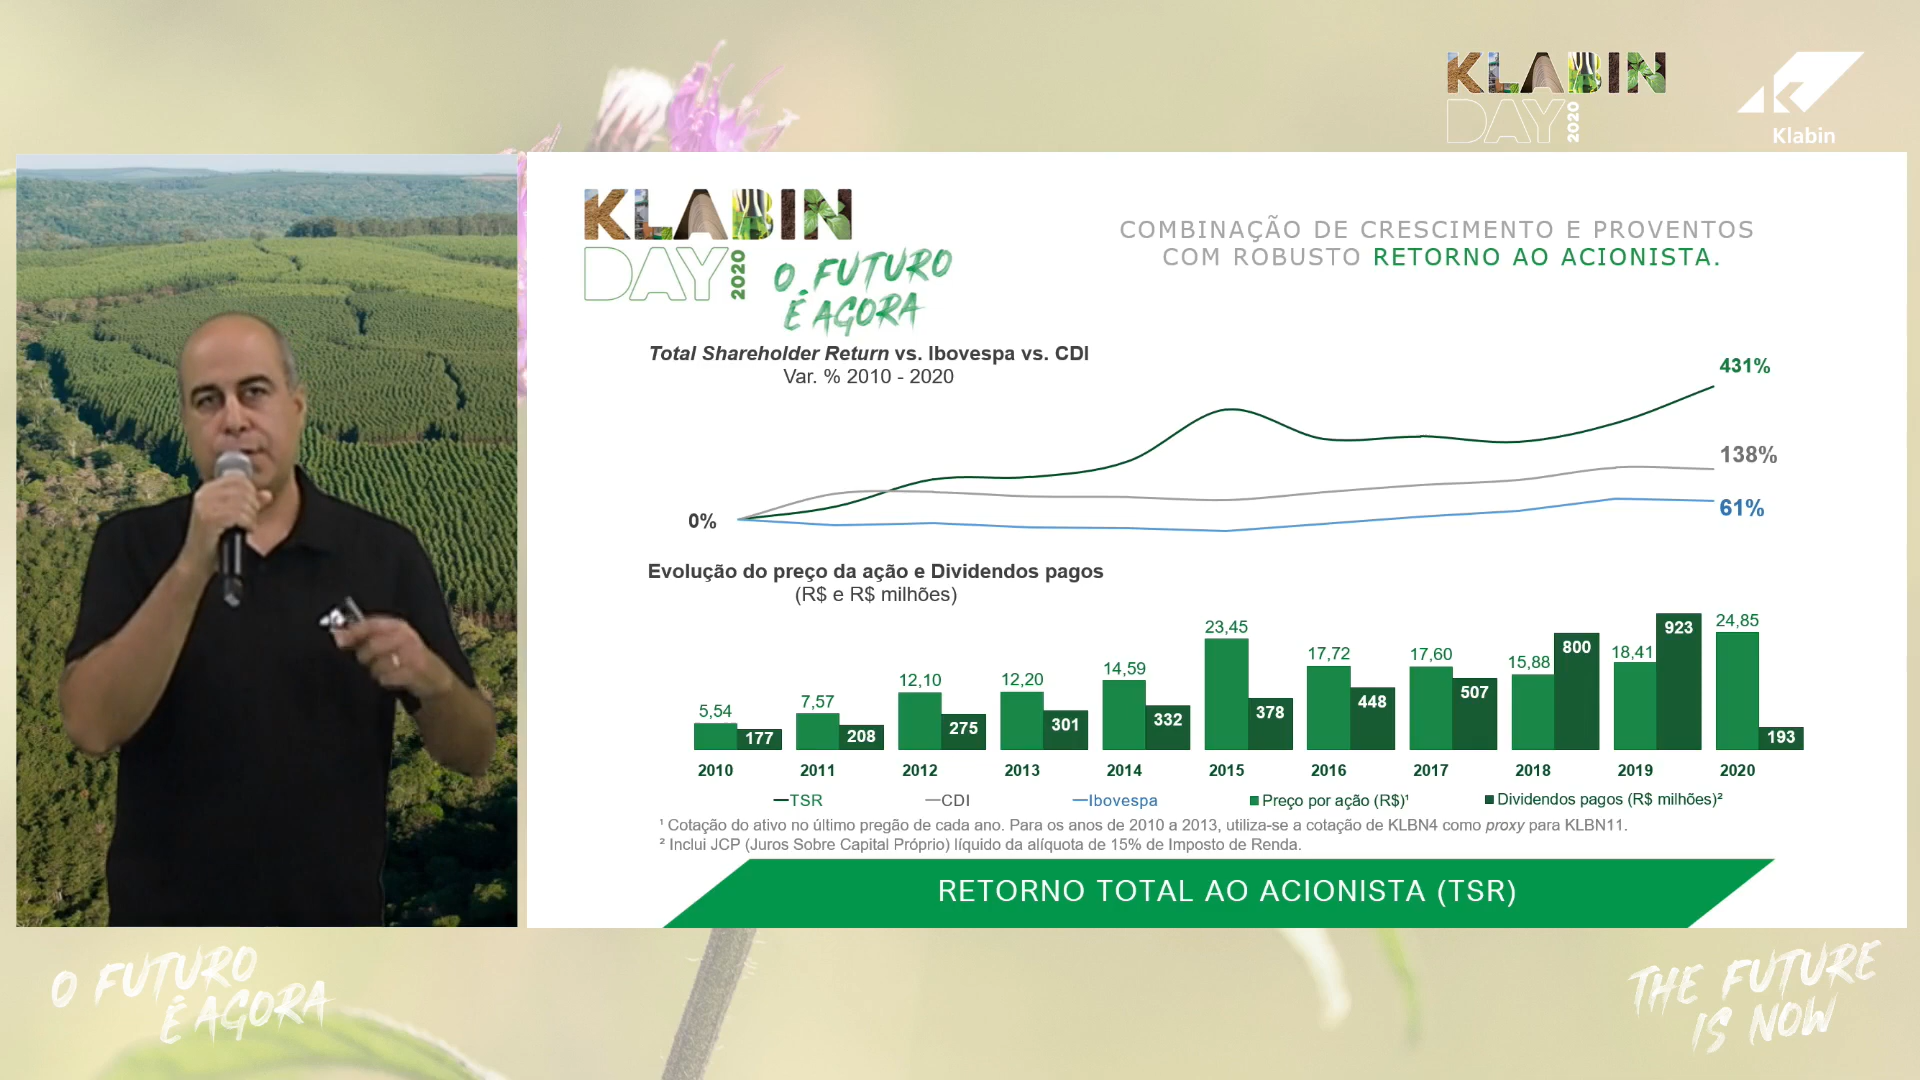 KLABIN
DAY 2020
Klabin
KLABIN
DAY 2020
O FUTURO
É AGORA
COMBINAÇÃO DE CRESCIMENTO E PROVENTOS
COM ROBUSTO RETORNO AO ACIONISTA.
Total Shareholder Return vs. Ibovespa vs. CDI
Var. % 2010 - 2020
431%
138%
61%
0%
Evolução do preço da ação e Dividendos pagos
(R$ e R$ milhões)
5,54 7,57 12,10 12,20 14,59 23,45 17,72 17,60 15,88 18,41 24,85
177 208 275 301 332 378 448 507 800 923 193
2010 2011 2012 2013 2014 2015 2016 2017 2018 2019 2020
TSR CDI Ibovespa Preço por ação (R$)¹ Dividendos pagos (R$ milhões)²
¹ Cotação do ativo no último pregão de cada ano. Para os anos de 2010 a 2013, utiliza-se a cotação de KLBN4 como proxy para KLBN11.
² Inclui JCP (Juros Sobre Capital Próprio) líquido da alíquota de 15% de Imposto de Renda.
RETORNO TOTAL AO ACIONISTA (TSR)
O FUTURO
É AGORA
THE FUTURE
IS NOW